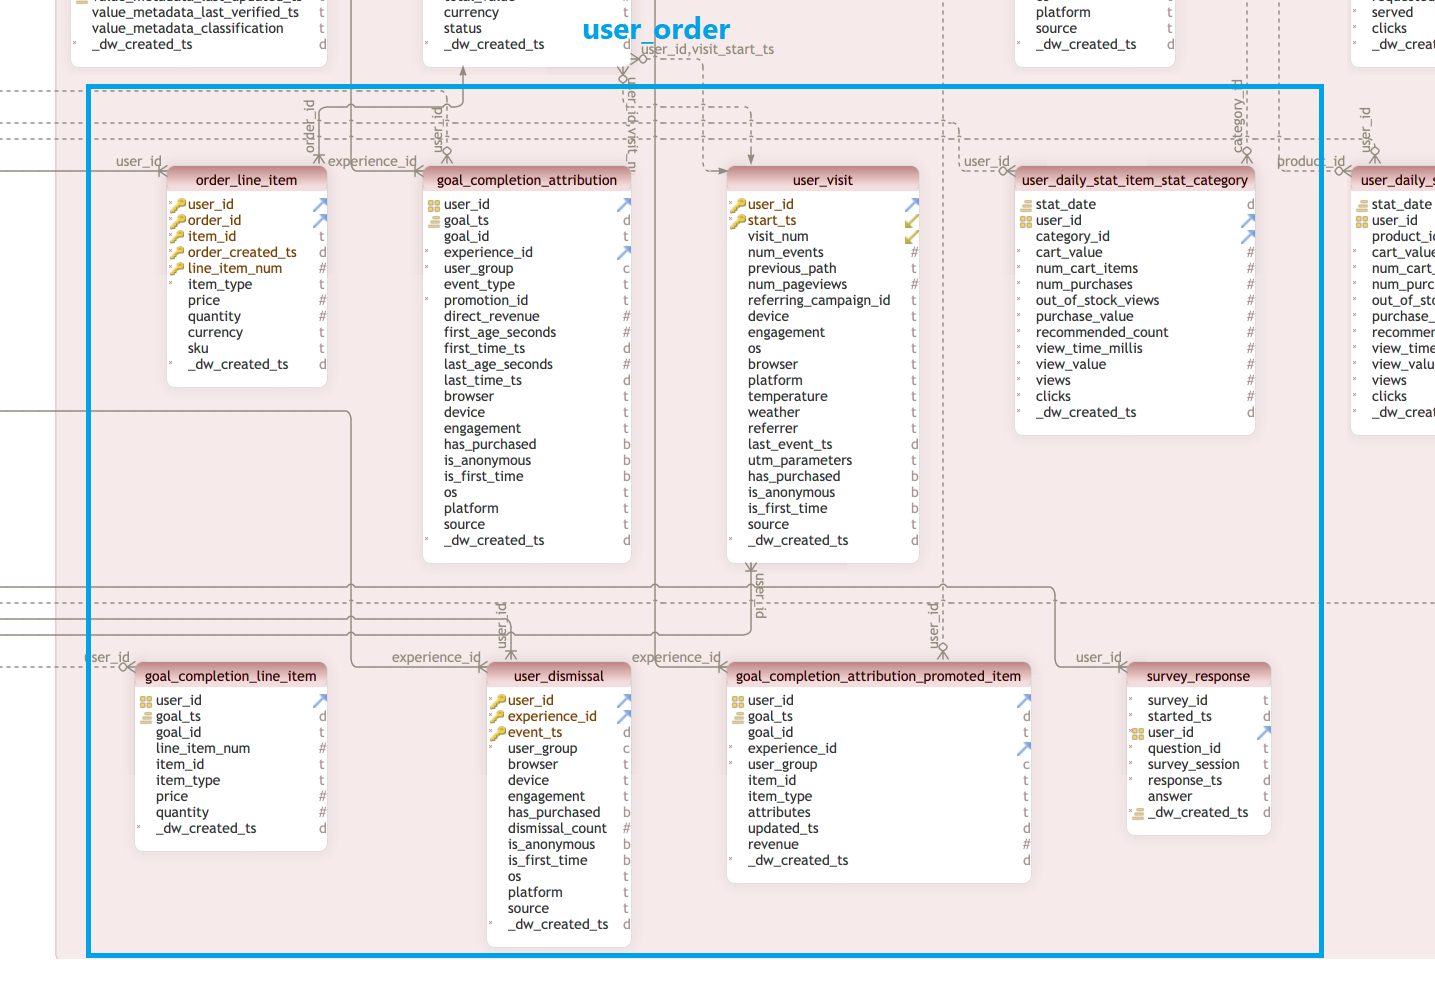 value_metadata_last_verified_ts t
value_metadata_classification t
_dw_created_ts d
currency t
status t
_dw_created_ts d
user_order
user_id,visit_start_ts
platform t
source t
_dw_created_ts d
served
clicks
_dw_crea
order_id
user_id
category_id
user_id
user_id
experience_id
user_id
product_id
order_line_item
user_id
order_id
item_id t
order_created_ts d
line_item_num #
item_type t
price #
quantity #
currency t
sku t
_dw_created_ts d
goal_completion_attribution
user_id
goal_ts d
goal_id t
experience_id
user_group c
event_type t
promotion_id t
direct_revenue #
first_age_seconds #
first_time_ts d
last_age_seconds #
last_time_ts d
browser t
device t
engagement t
has_purchased b
is_anonymous b
is_first_time b
os t
platform t
source t
_dw_created_ts d
user_visit
user_id
start_ts
visit_num
num_events #
previous_path t
num_pageviews #
referring_campaign_id t
device t
engagement t
os t
browser t
platform t
temperature t
weather t
referrer t
last_event_ts d
utm_parameters t
has_purchased b
is_anonymous b
is_first_time b
source t
_dw_created_ts d
user_daily_stat_item_stat_category
stat_date d
user_id
category_id
cart_value #
num_cart_items #
num_purchases #
out_of_stock_views #
purchase_value #
recommended_count #
view_time_millis #
view_value #
views #
clicks #
_dw_created_ts d
user_daily_s
stat_date
user_id
product_id
cart_value
num_cart_
num_purc
out_of_sto
purchase_
recommer
view_time
view_valu
views
clicks
_dw_creat
user_id
user_id
user_id
user_id
experience_id
experience_id
user_id
goal_completion_line_item
user_id
goal_ts d
goal_id t
line_item_num #
item_id t
item_type t
price #
quantity #
_dw_created_ts d
user_dismissal
user_id
experience_id
event_ts d
user_group c
browser t
device t
engagement t
has_purchased b
dismissal_count #
is_anonymous b
is_first_time b
os t
platform t
source t
_dw_created_ts d
goal_completion_attribution_promoted_item
user_id
goal_ts d
goal_id t
experience_id
user_group c
item_id t
item_type t
attributes t
updated_ts d
revenue #
_dw_created_ts d
survey_response
survey_id t
started_ts d
user_id
question_id t
survey_session t
response_ts d
answer t
_dw_created_ts d